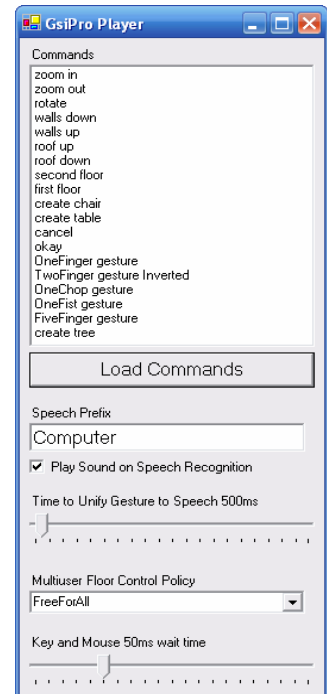 GsiPro Player
Commands
zoom in
zoom out
rotate
walls down
walls up
roof up
roof down
second floor
first floor
create chair
create table
cancel
okay
OneFinger gesture
TwoFinger gesture Inverted
OneChop gesture
OneFist gesture
FiveFinger gesture
create tree
Load Commands
Speech Prefix
Computer
Play Sound on Speech Recognition
Time to Unify Gesture to Speech 500ms
Multiuser Floor Control Policy
FreeForAll
Key and Mouse 50ms wait time